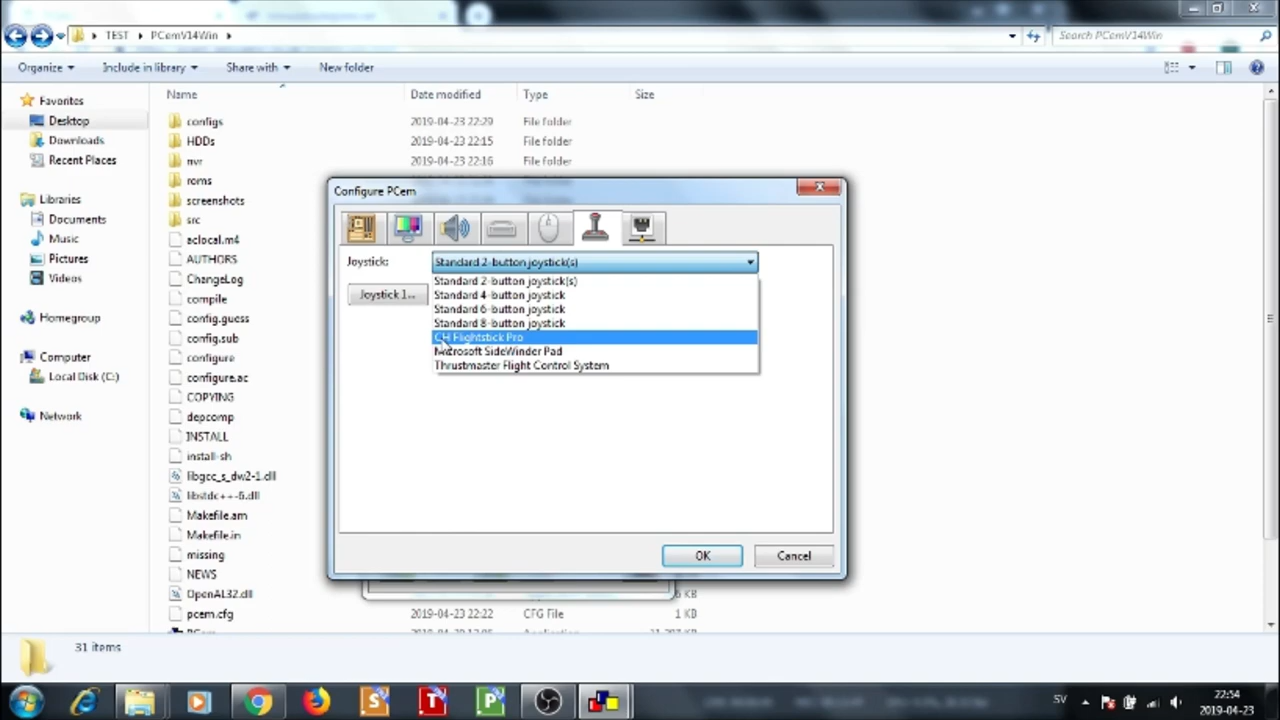 TEST ▸ PCemV14Win ▸
Search PCemV14Win
Organize Include in library Share with New folder
Name Date modified Type Size
Favorites
Desktop
Downloads
Recent Places
Libraries
Documents
Music
Pictures
Videos
Homegroup
Computer
Local Disk (C:)
Network
configs 2019-04-23 22:29 File folder
HDDs 2019-04-23 22:15 File folder
nvr 2019-04-23 22:16 File folder
roms
screenshots
src
aclocal.m4
AUTHORS
ChangeLog
compile
config.guess
config.sub
configure
configure.ac
COPYING
depcomp
INSTALL
install-sh
libgcc_s_dw2-1.dll
libstdc++-6.dll
Makefile.am
Makefile.in
missing
NEWS
OpenAL32.dll KB
pcem.cfg 2019-04-23 22:22 CFG File 1 KB
Configure PCem
Joystick: Standard 2-button joystick(s)
Joystick 1...
Standard 2-button joystick(s)
Standard 4-button joystick
Standard 6-button joystick
Standard 8-button joystick
CH Flightstick Pro
Microsoft SideWinder Pad
Thrustmaster Flight Control System
OK Cancel
31 items
SV
22:54
2019-04-23